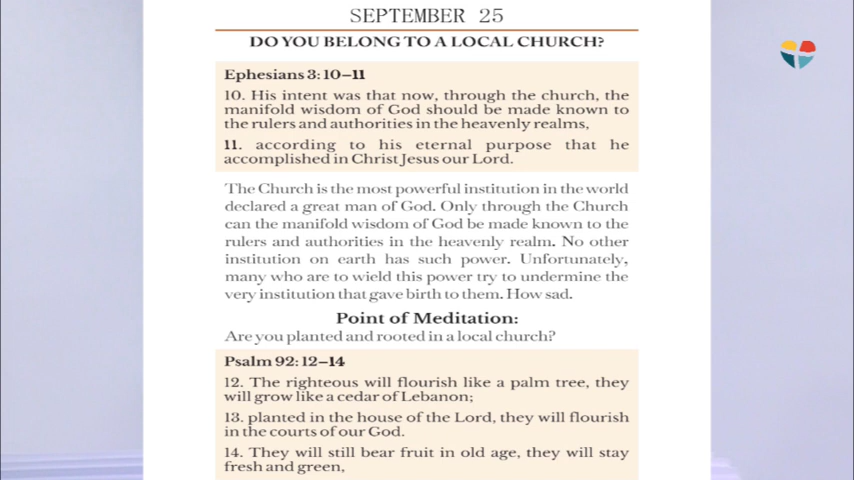 SEPTEMBER 25
DO YOU BELONG TO A LOCAL CHURCH?
Ephesians 3:10–11
10. His intent was that now, through the church, the
manifold wisdom of God should be made known to
the rulers and authorities in the heavenly realms,
11. according to his eternal purpose that he
accomplished in Christ Jesus our Lord.
The Church is the most powerful institution in the world
declared a great man of God. Only through the Church
can the manifold wisdom of God be made known to the
rulers and authorities in the heavenly realm. No other
institution on earth has such power. Unfortunately,
many who are to wield this power try to undermine the
very institution that gave birth to them. How sad.
Point of Meditation:
Are you planted and rooted in a local church?
Psalm 92:12–14
12. The righteous will flourish like a palm tree, they
will grow like a cedar of Lebanon;
13. planted in the house of the Lord, they will flourish
in the courts of our God.
14. They will still bear fruit in old age, they will stay
fresh and green,